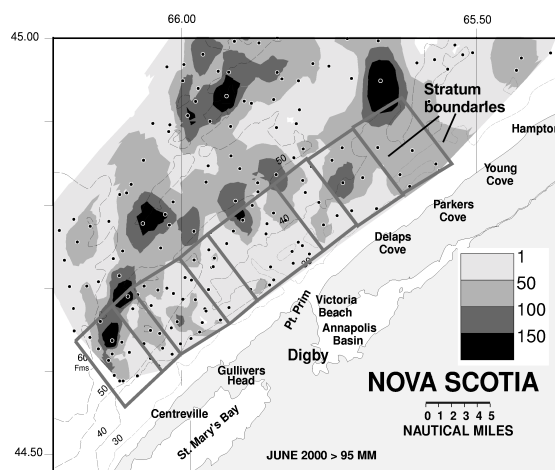 66.00
65.50
45.00
Stratum
boundaries
Hampton
Young
Cove
Parkers
Cove
Delaps
Cove
50
40
30
Pt. Prim
Victoria
Beach
Annapolis
Basin
Digby
Gullivers
Head
Centreville
St. Mary's Bay
60
Fms
50
40
30
1
50
100
150
NOVA SCOTIA
0 1 2 3 4 5
NAUTICAL MILES
44.50
JUNE 2000 > 95 MM